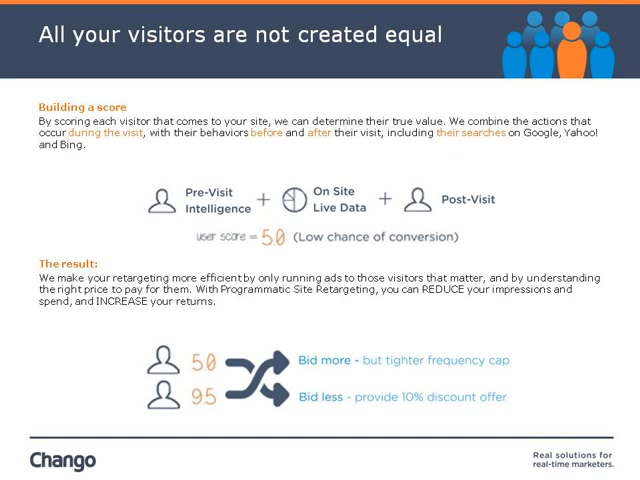 All your visitors are not created equal
Building a score
By scoring each visitor that comes to your site, we can determine their true value. We combine the actions that
occur during the visit, with their behaviors before and after their visit, including their searches on Google, Yahoo!
and Bing.
Pre-Visit Intelligence + On Site Live Data + Post-Visit
user score = 5.0 (Low chance of conversion)
The result:
We make your retargeting more efficient by only running ads to those visitors that matter, and by understanding
the right price to pay for them. With Programmatic Site Retargeting, you can REDUCE your impressions and
spend, and INCREASE your returns.
5.0 Bid more - but tighter frequency cap
9.5 Bid less - provide 10% discount offer
Chango
Real solutions for
real-time marketers.